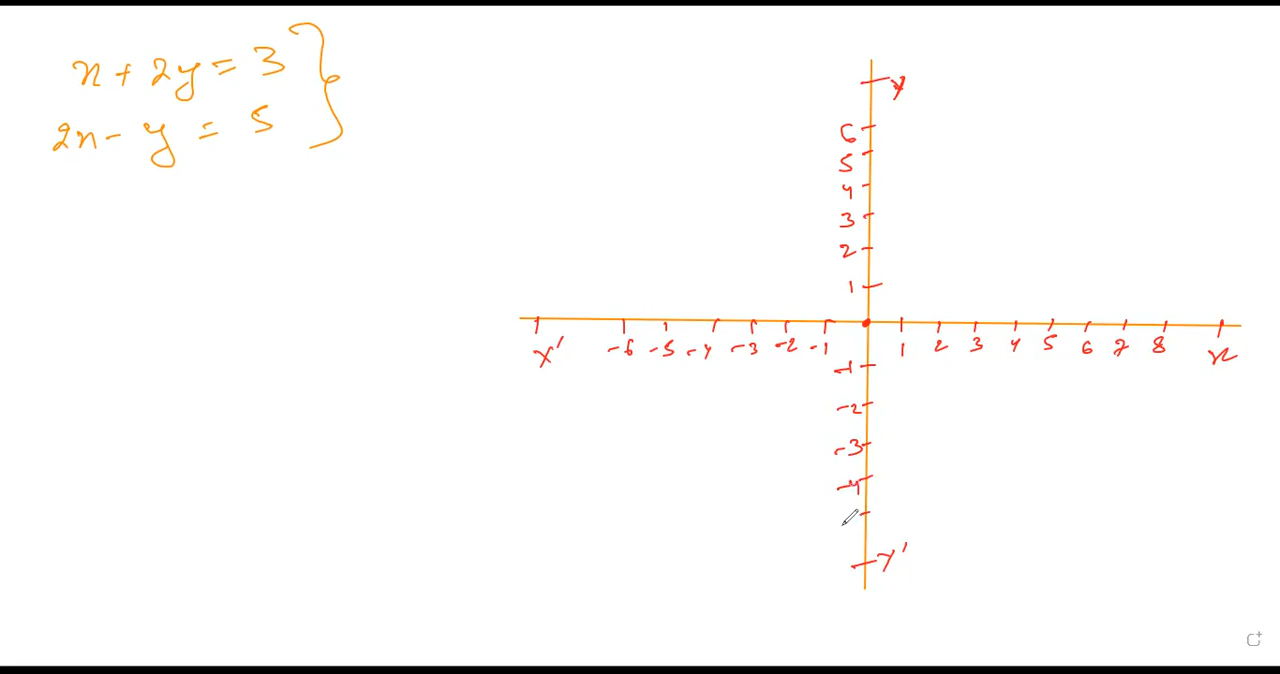 x + 2y = 3
2x - y = 5
y
6
5
4
3
2
1
-6 -5 -4 -3 -2 -1 1 2 3 4 5 6 7 8
X' x
-1
-2
-3
-4
Y'